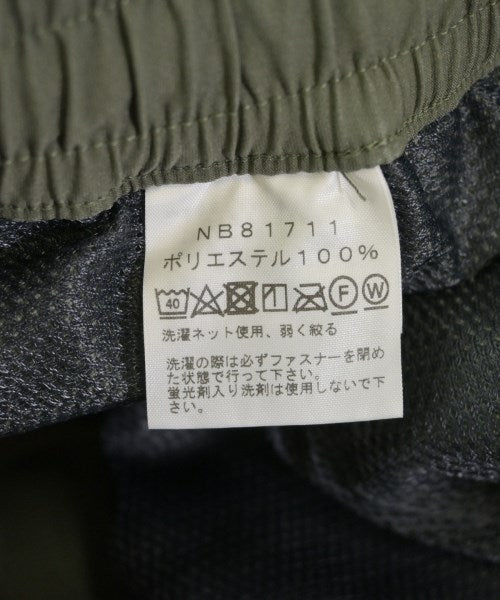 NB81711
ポリエステル100%
40 F W
洗濯ネット使用、弱く絞る
洗濯の際は必ずファスナーを閉め
た状態で行って下さい。
蛍光剤入り洗剤は使用しないで下
さい。